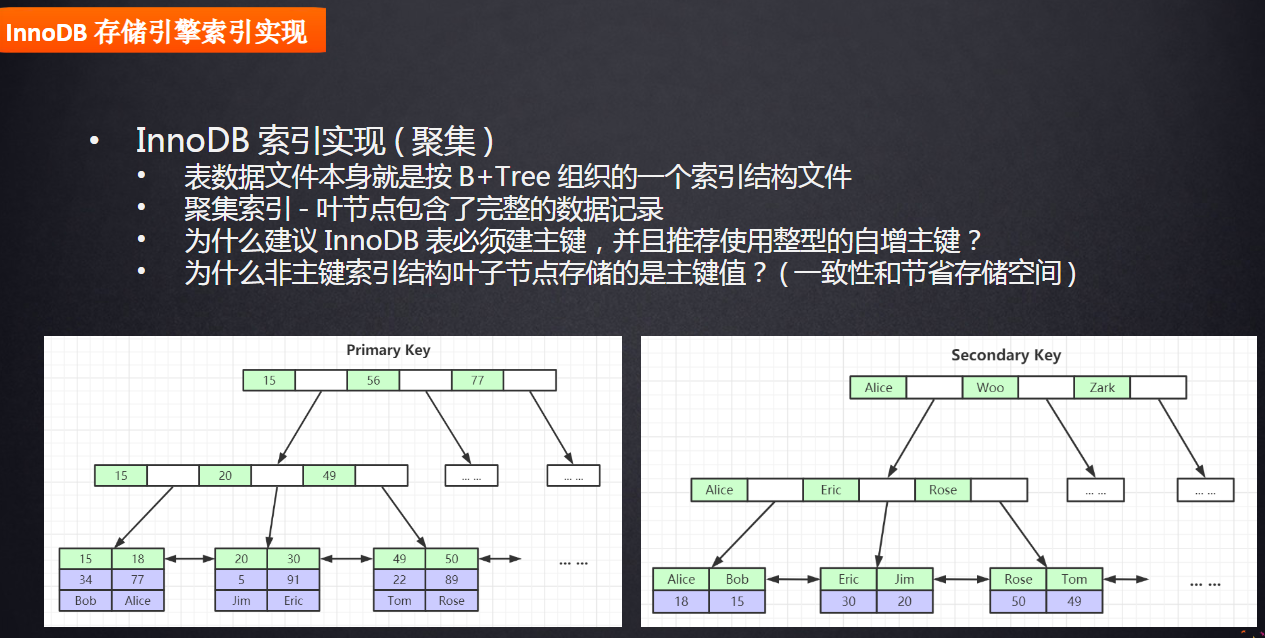 InnoDB 存储引擎索引实现
• InnoDB 索引实现 ( 聚集 )
• 表数据文件本身就是按 B+Tree 组织的一个索引结构文件
• 聚集索引 - 叶节点包含了完整的数据记录
• 为什么建议 InnoDB 表必须建主键，并且推荐使用整型的自增主键？
• 为什么非主键索引结构叶子节点存储的是主键值？( 一致性和节省存储空间 )
Primary Key
15 56 77
15 20 49 ... ... ... ...
15 18 20 30 49 50 ... ...
34 77 5 91 22 89
Bob Alice Jim Eric Tom Rose
Secondary Key
Alice Woo Zark
Alice Eric Rose ... ... ... ...
Alice Bob Eric Jim Rose Tom ... ...
18 15 30 20 50 49